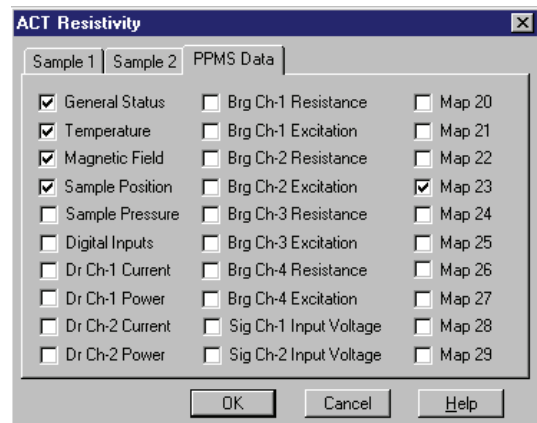 ACT Resistivity
Sample 1 Sample 2 PPMS Data
General Status Brg Ch-1 Resistance Map 20
Temperature Brg Ch-1 Excitation Map 21
Magnetic Field Brg Ch-2 Resistance Map 22
Sample Position Brg Ch-2 Excitation Map 23
Sample Pressure Brg Ch-3 Resistance Map 24
Digital Inputs Brg Ch-3 Excitation Map 25
Dr Ch-1 Current Brg Ch-4 Resistance Map 26
Dr Ch-1 Power Brg Ch-4 Excitation Map 27
Dr Ch-2 Current Sig Ch-1 Input Voltage Map 28
Dr Ch-2 Power Sig Ch-2 Input Voltage Map 29
OK Cancel Help